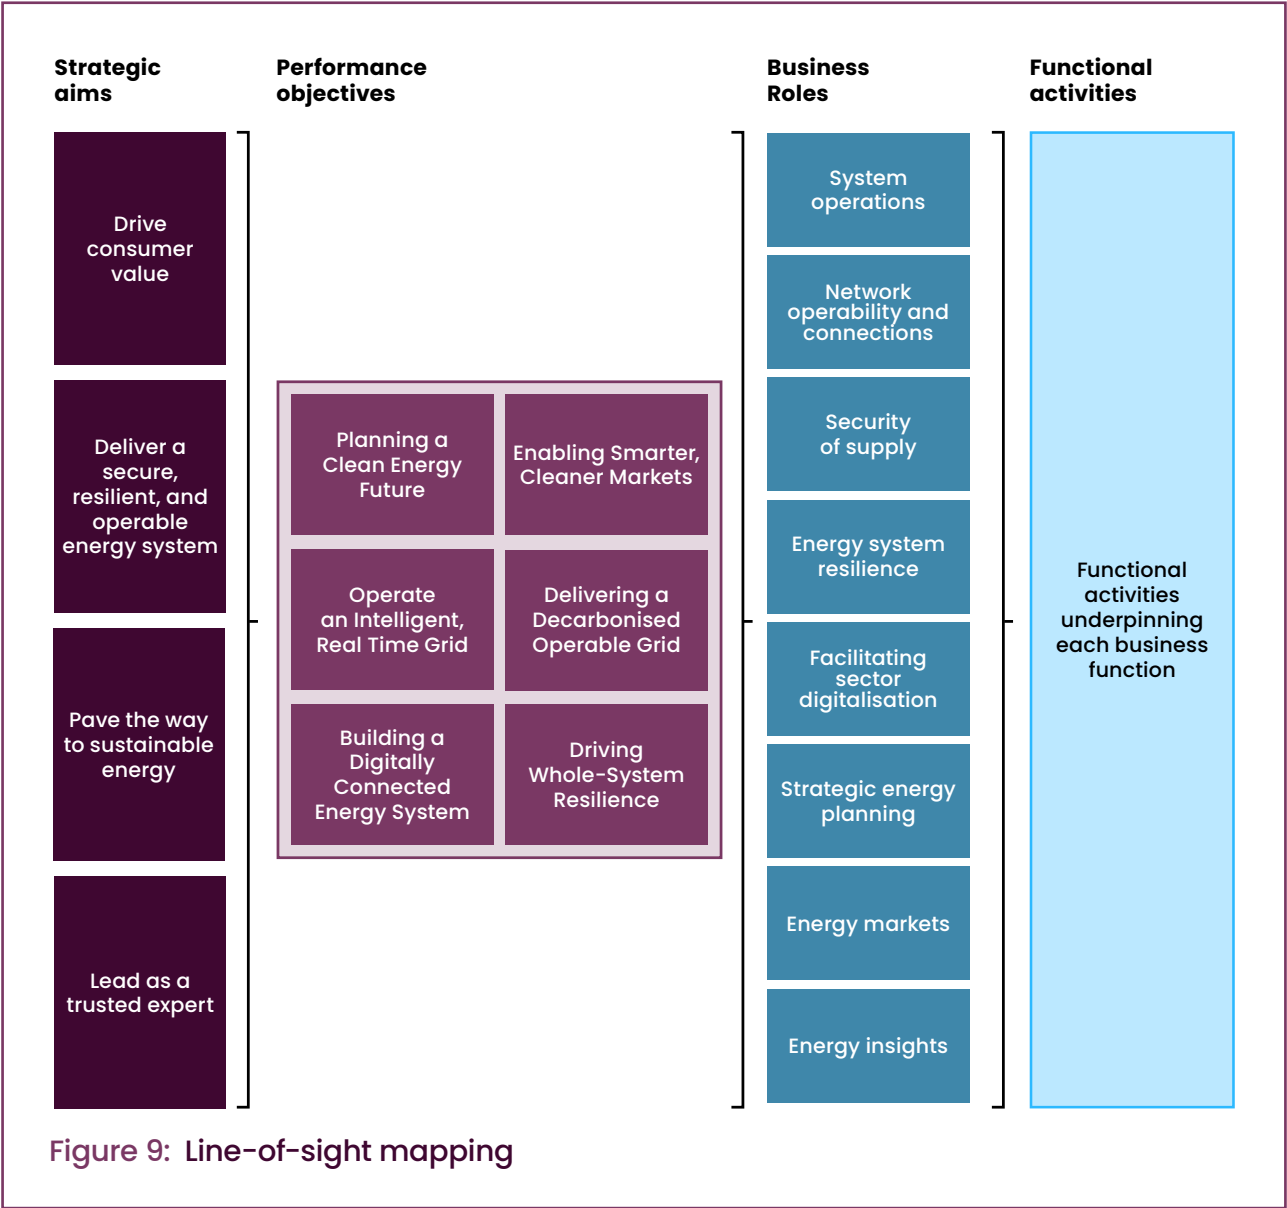 Strategic
aims
Performance
objectives
Business
Roles
Functional
activities
Drive
consumer
value
Deliver a
secure,
resilient, and
operable
energy system
Pave the way
to sustainable
energy
Lead as a
trusted expert
Planning a
Clean Energy
Future
Enabling Smarter,
Cleaner Markets
Operate
an Intelligent,
Real Time Grid
Delivering a
Decarbonised
Operable Grid
Building a
Digitally
Connected
Energy System
Driving
Whole-System
Resilience
System
operations
Network
operability and
connections
Security
of supply
Energy system
resilience
Facilitating
sector
digitalisation
Strategic energy
planning
Energy markets
Energy insights
Functional
activities
underpinning
each business
function
Figure 9: Line-of-sight mapping